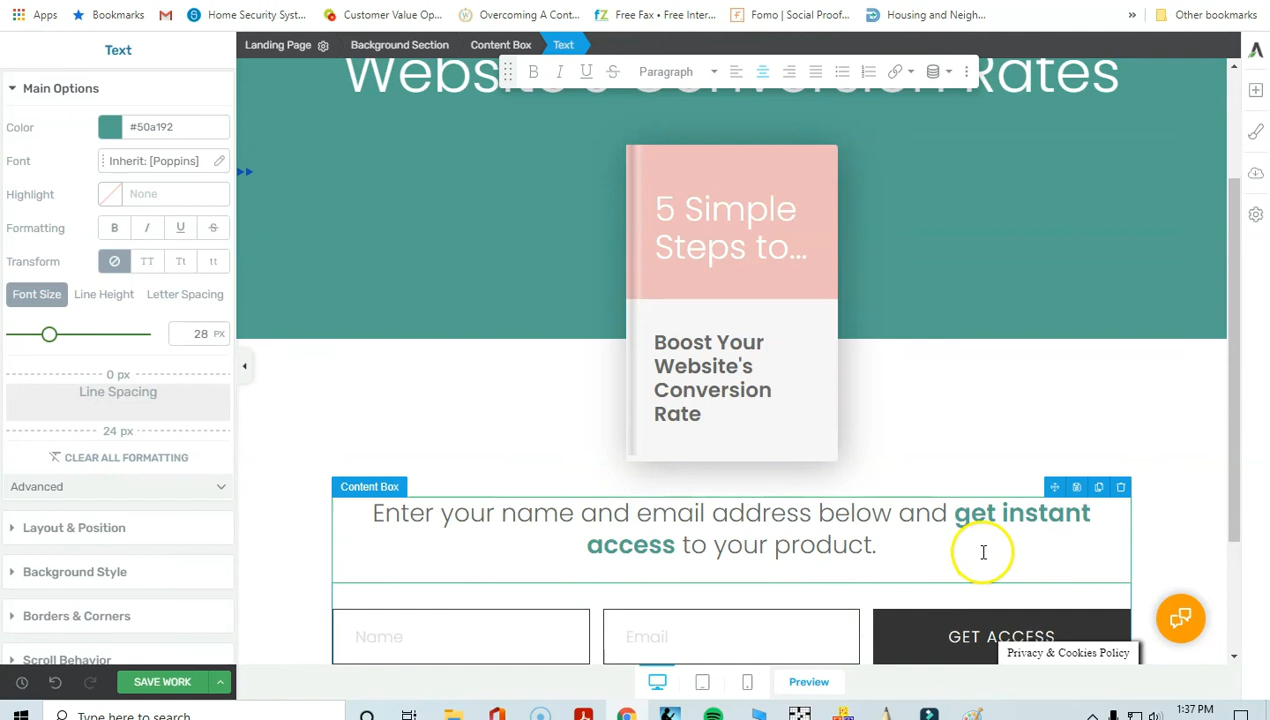 Apps
Bookmarks
Home Security Syst...
Customer Value Op...
Overcoming A Cont...
Free Fax • Free Inter...
Fomo | Social Proof...
Housing and Neigh...
»
Other bookmarks
Text
Landing Page
Background Section
Content Box
Text
B I U S
Paragraph
Website's Conversion Rates
Main Options
Color
#50a192
Font
Inherit: [Poppins]
Highlight
None
Formatting
B I U S
Transform
TT Tt tt
Font Size
Line Height
Letter Spacing
28 PX
0 px
Line Spacing
24 px
CLEAR ALL FORMATTING
Advanced
Layout & Position
Background Style
Borders & Corners
Scroll Behavior
SAVE WORK
5 Simple
Steps to...
Boost Your
Website's
Conversion
Rate
Content Box
Enter your name and email address below and get instant
access to your product.
Name
Email
GET ACCESS
Privacy & Cookies Policy
Preview
Type here to search
1:37 PM